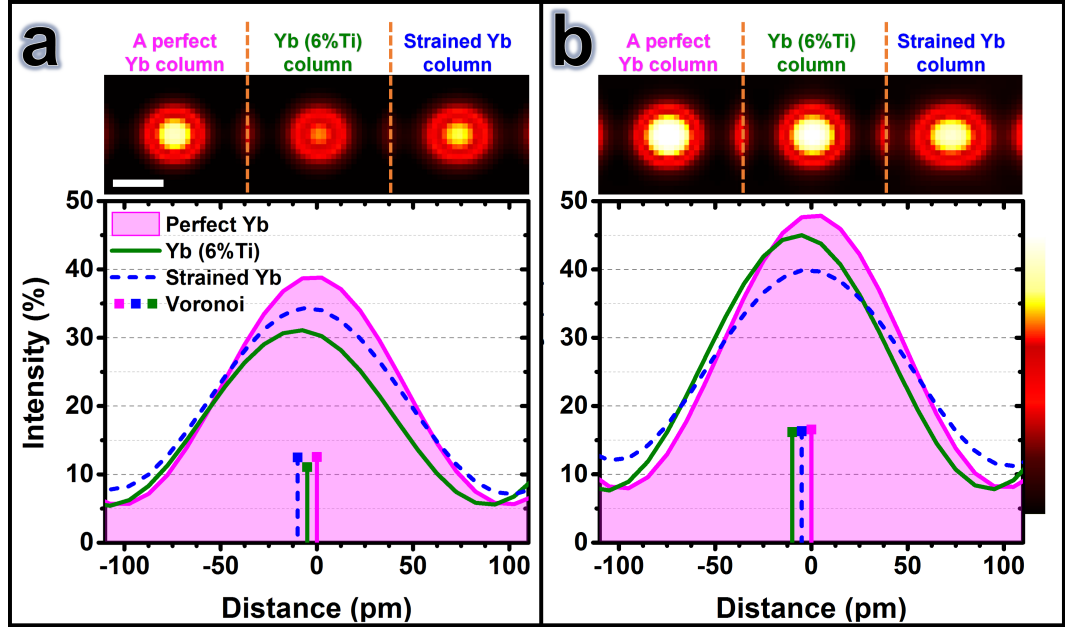 a
A perfect
Yb column
Yb (6%Ti)
column
Strained Yb
column
50
40
30
20
10
0
Intensity (%)
Perfect Yb
Yb (6%Ti)
Strained Yb
Voronoi
-100 -50 0 50 100
Distance (pm)
b
A perfect
Yb column
Yb (6%Ti)
column
Strained Yb
column
50
40
30
20
10
0
-100 -50 0 50 100
Distance (pm)